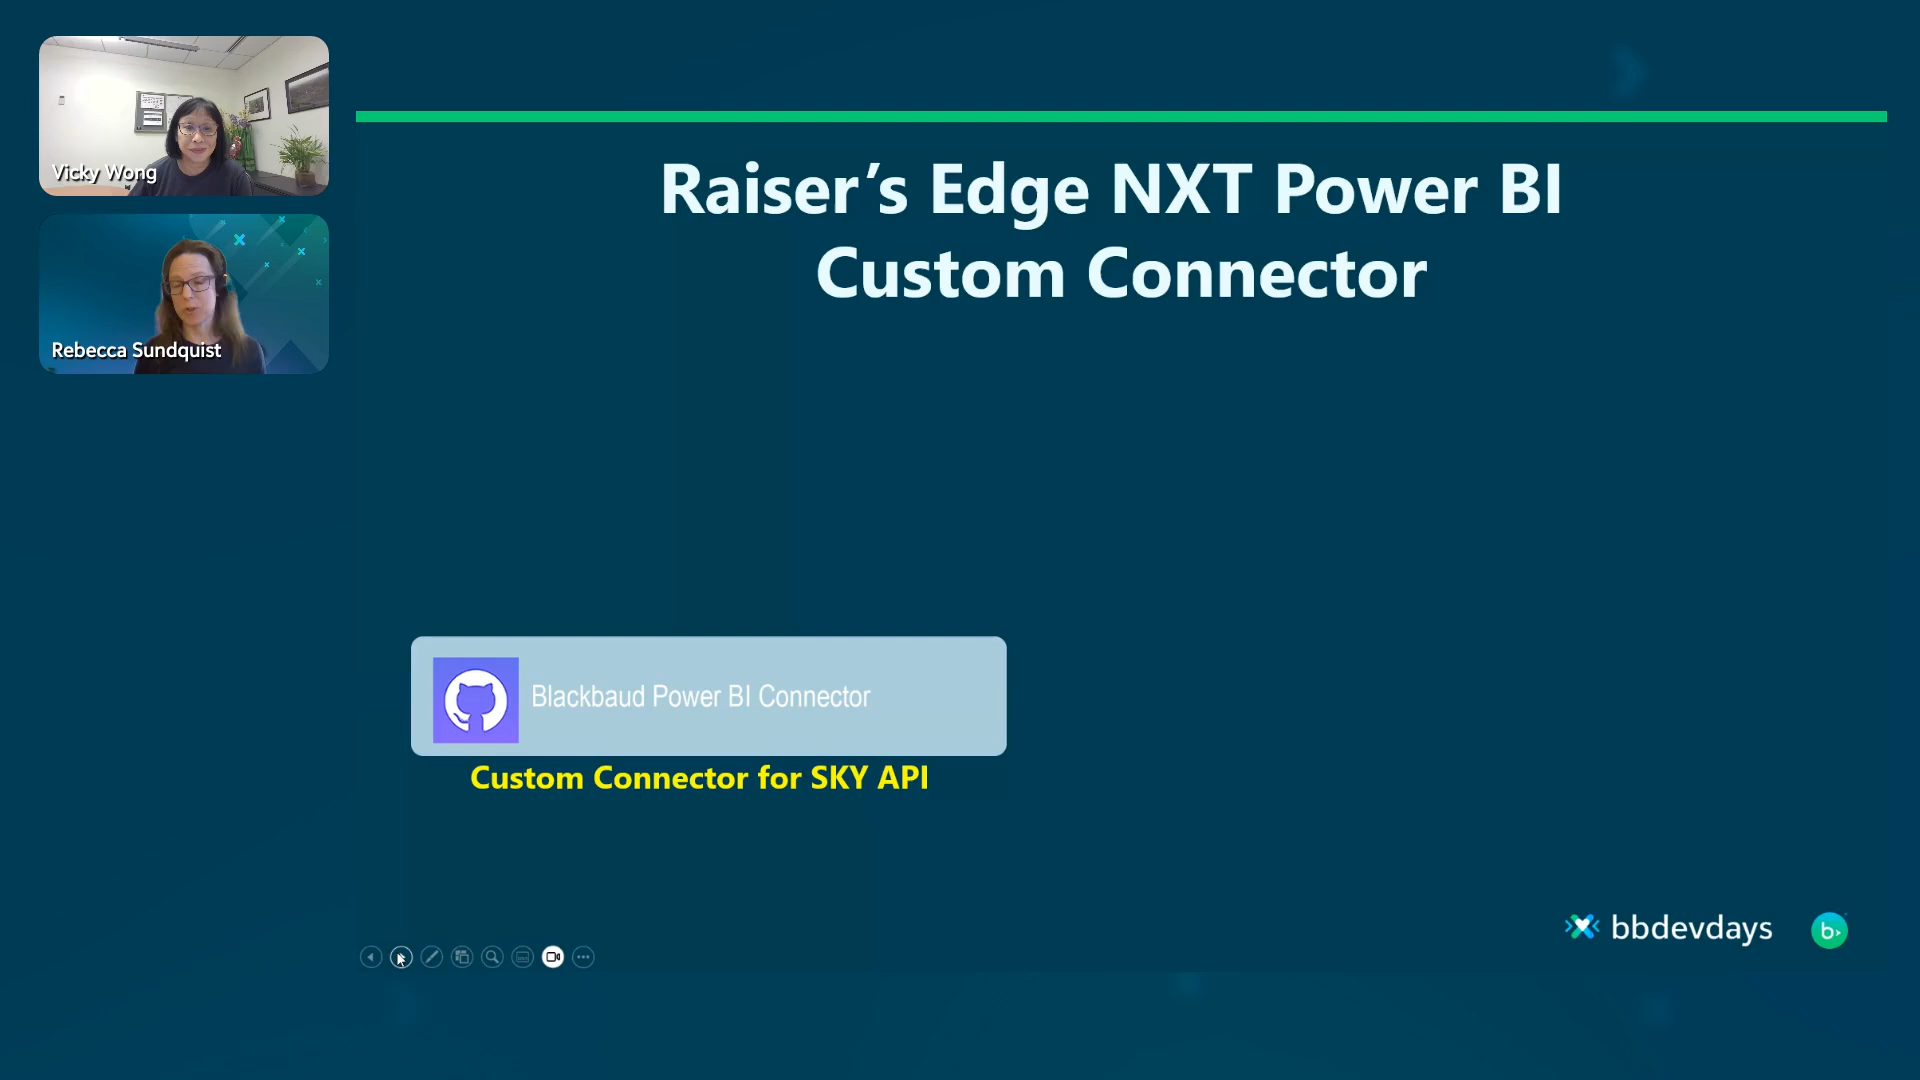 Vicky Wong
Rebecca Sundquist
Raiser’s Edge NXT Power BI
Custom Connector
Blackbaud Power BI Connector
Custom Connector for SKY API
bbdevdays
b›